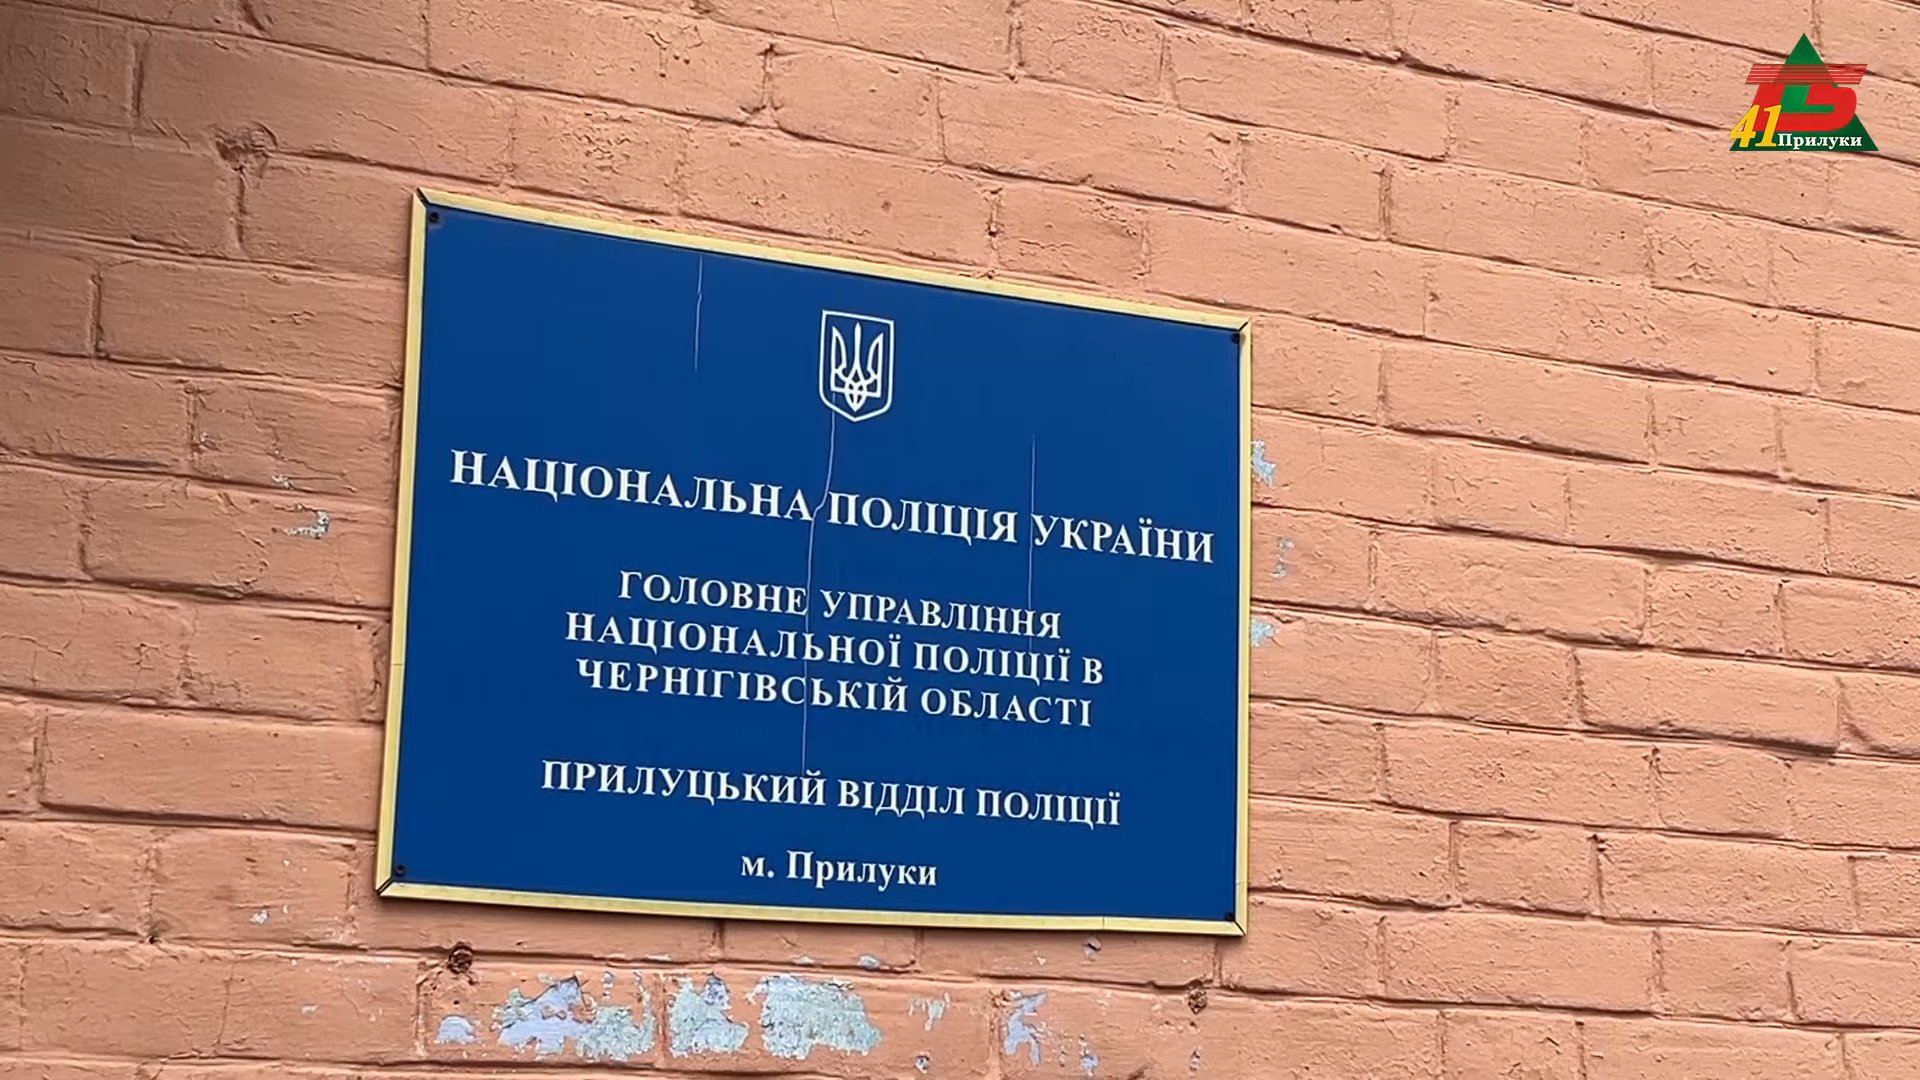 41
Прилуки
НАЦІОНАЛЬНА ПОЛІЦІЯ УКРАЇНИ
ГОЛОВНЕ УПРАВЛІННЯ
НАЦІОНАЛЬНОЇ ПОЛІЦІЇ В
ЧЕРНІГІВСЬКІЙ ОБЛАСТІ
ПРИЛУЦЬКИЙ ВІДДІЛ ПОЛІЦІЇ
м. Прилуки